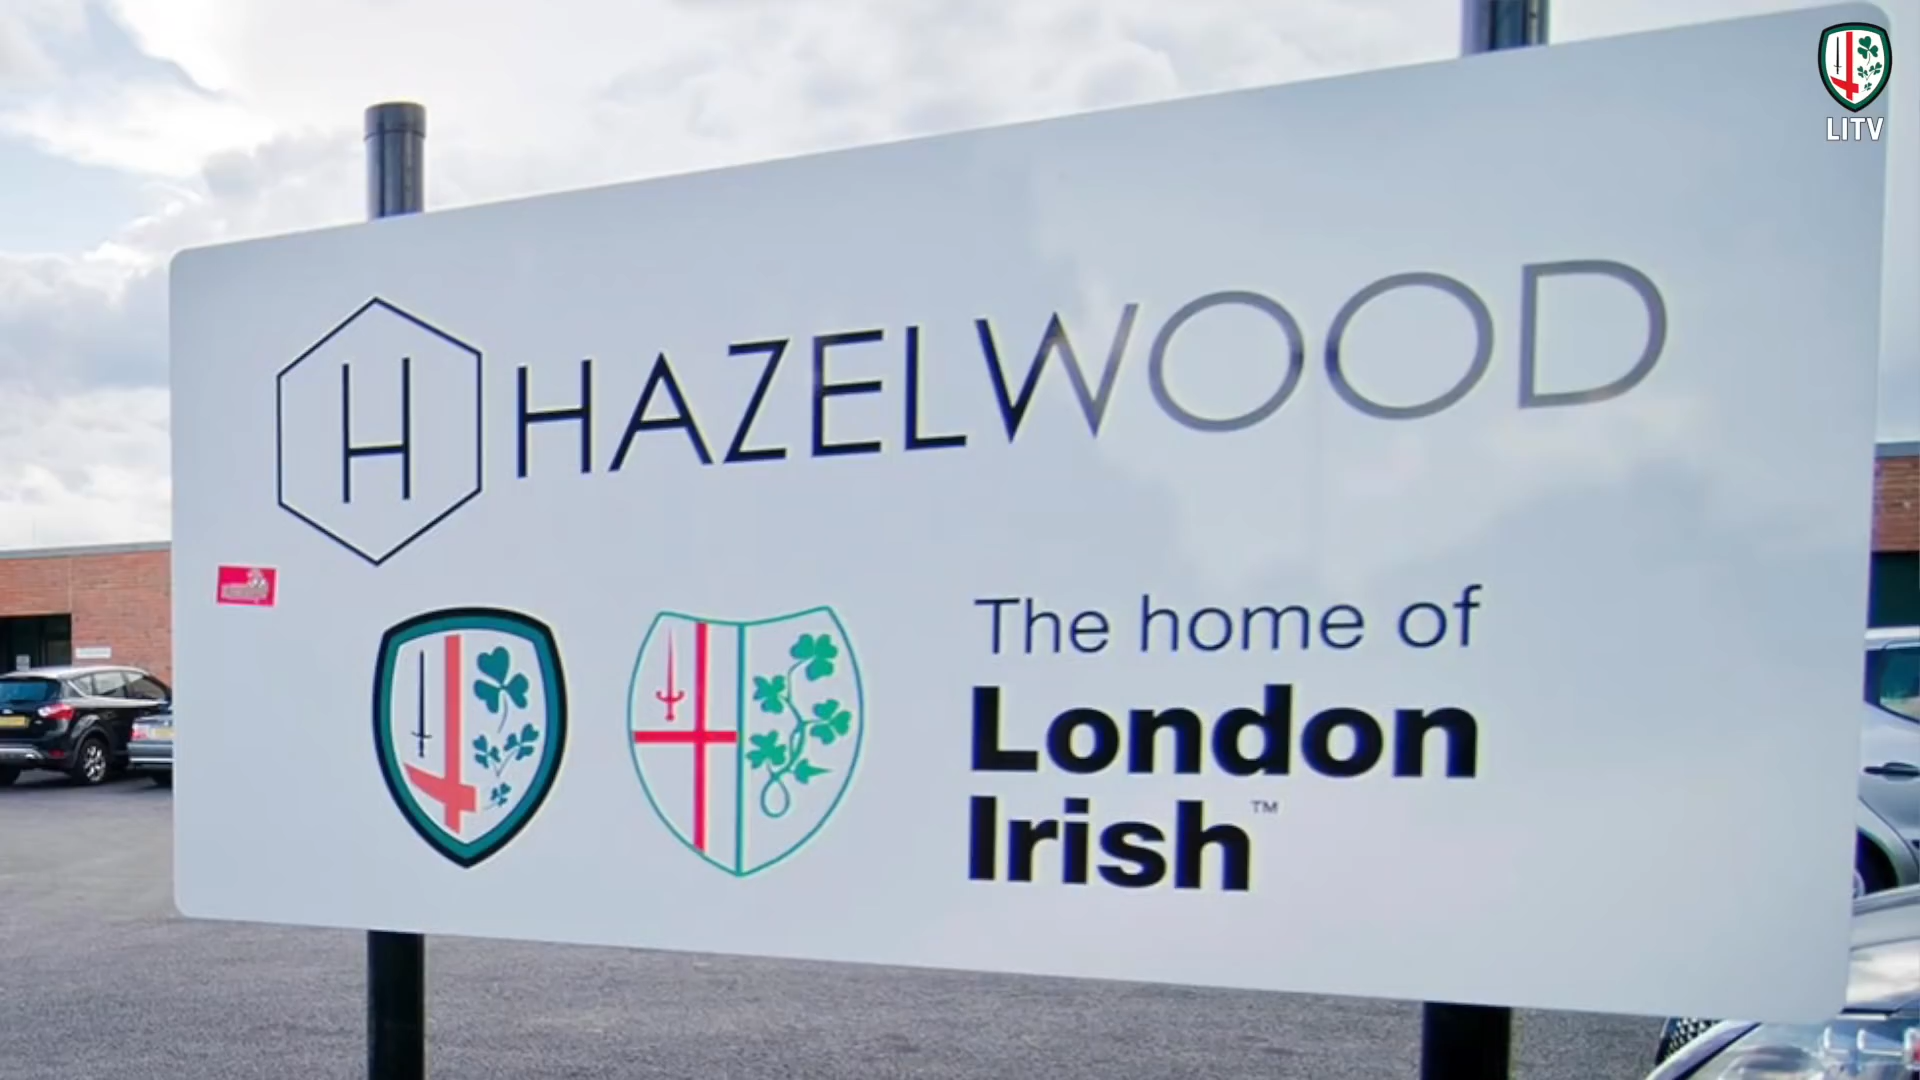 LITV
H HAZELWOOD
The home of
London
Irish™